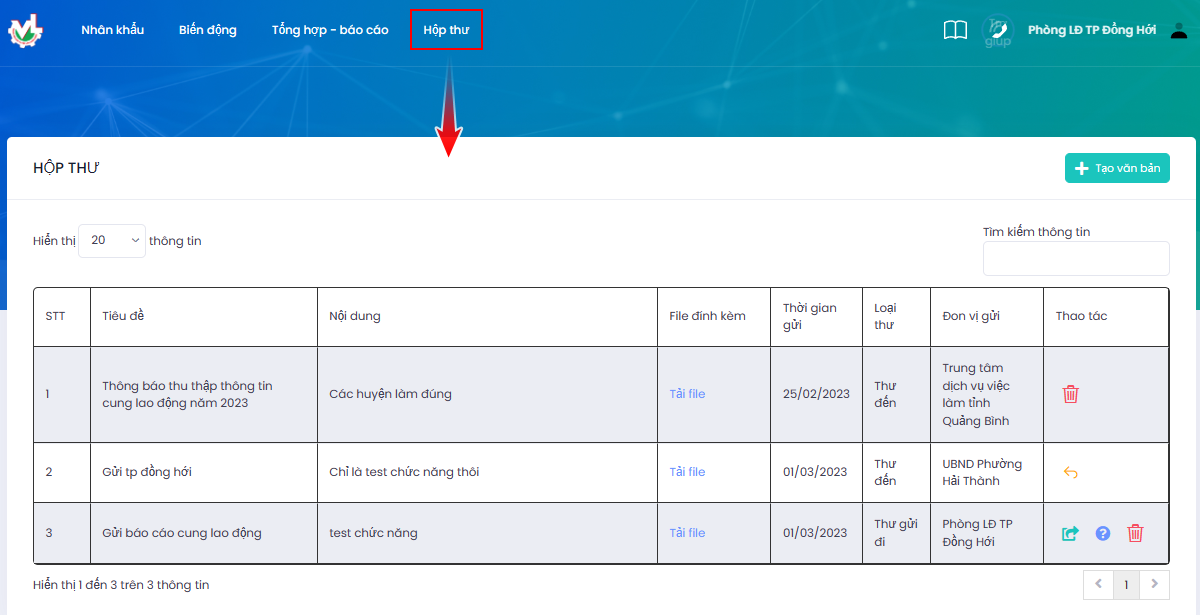 Nhân khẩu Biến động Tổng hợp - báo cáo Hộp thư Trợ giúp Phòng LĐ TP Đồng Hới
HỘP THƯ
Tạo văn bản
Hiển thị 20 thông tin
Tìm kiếm thông tin
STT Tiêu đề Nội dung File đính kèm Thời gian gửi Loại thư Đơn vị gửi Thao tác
1 Thông báo thu thập thông tin cung lao động năm 2023 Các huyện làm đúng Tải file 25/02/2023 Thư đến Trung tâm dịch vụ việc làm tỉnh Quảng Bình
2 Gửi tp đồng hới Chỉ là test chức năng thôi Tải file 01/03/2023 Thư đến UBND Phường Hải Thành
3 Gửi báo cáo cung lao động test chức năng Tải file 01/03/2023 Thư gửi đi Phòng LĐ TP Đồng Hới
Hiển thị 1 đến 3 trên 3 thông tin
1